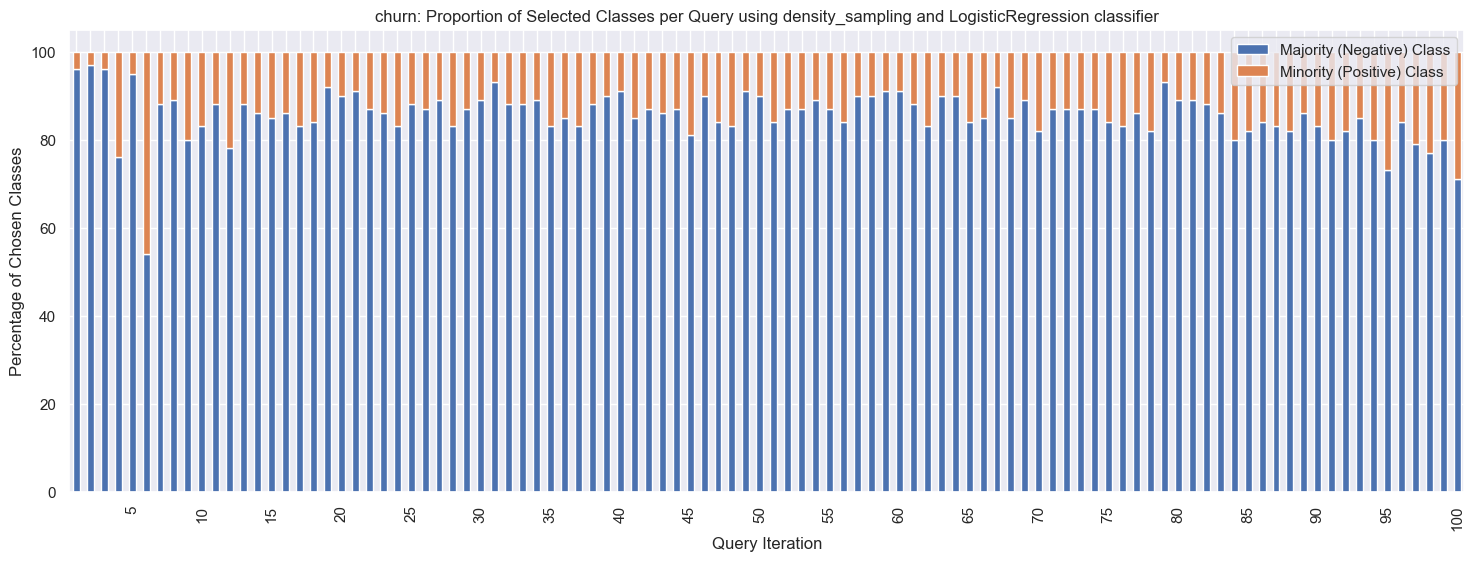 churn: Proportion of Selected Classes per Query using density_sampling and LogisticRegression classifier
Majority (Negative) Class
Minority (Positive) Class
Percentage of Chosen Classes
100
80
60
40
20
0
5 10 15 20 25 30 35 40 45 50 55 60 65 70 75 80 85 90 95 100
Query Iteration